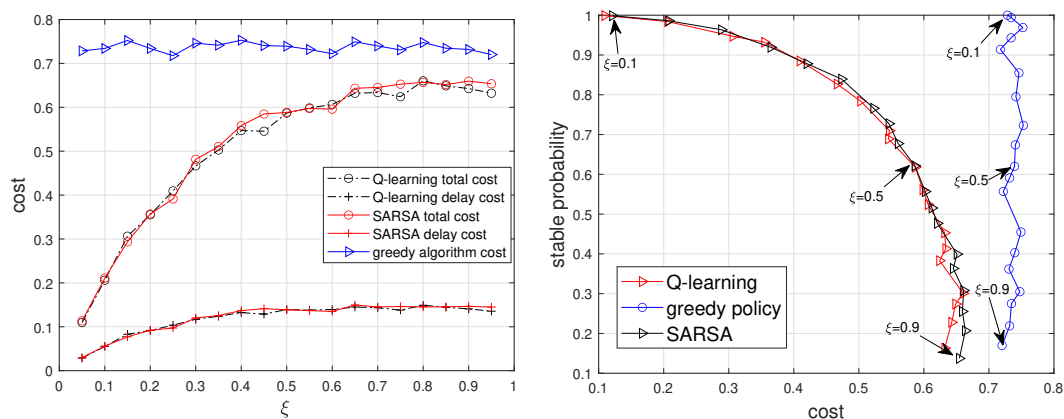 0.8
0.7
0.6
0.5
0.4
0.3
0.2
0.1
0
cost
0
0.1
0.2
0.3
0.4
0.5
0.6
0.7
0.8
0.9
1
ξ
Q-learning total cost
Q-learning delay cost
SARSA total cost
SARSA delay cost
greedy algorithm cost
1
0.9
0.8
0.7
0.6
0.5
0.4
0.3
0.2
0.1
0
stable probability
ξ=0.1
ξ=0.1
ξ=0.5
ξ=0.5
ξ=0.9
ξ=0.9
Q-learning
greedy policy
SARSA
0.1
0.2
0.3
0.4
0.5
0.6
0.7
0.8
cost